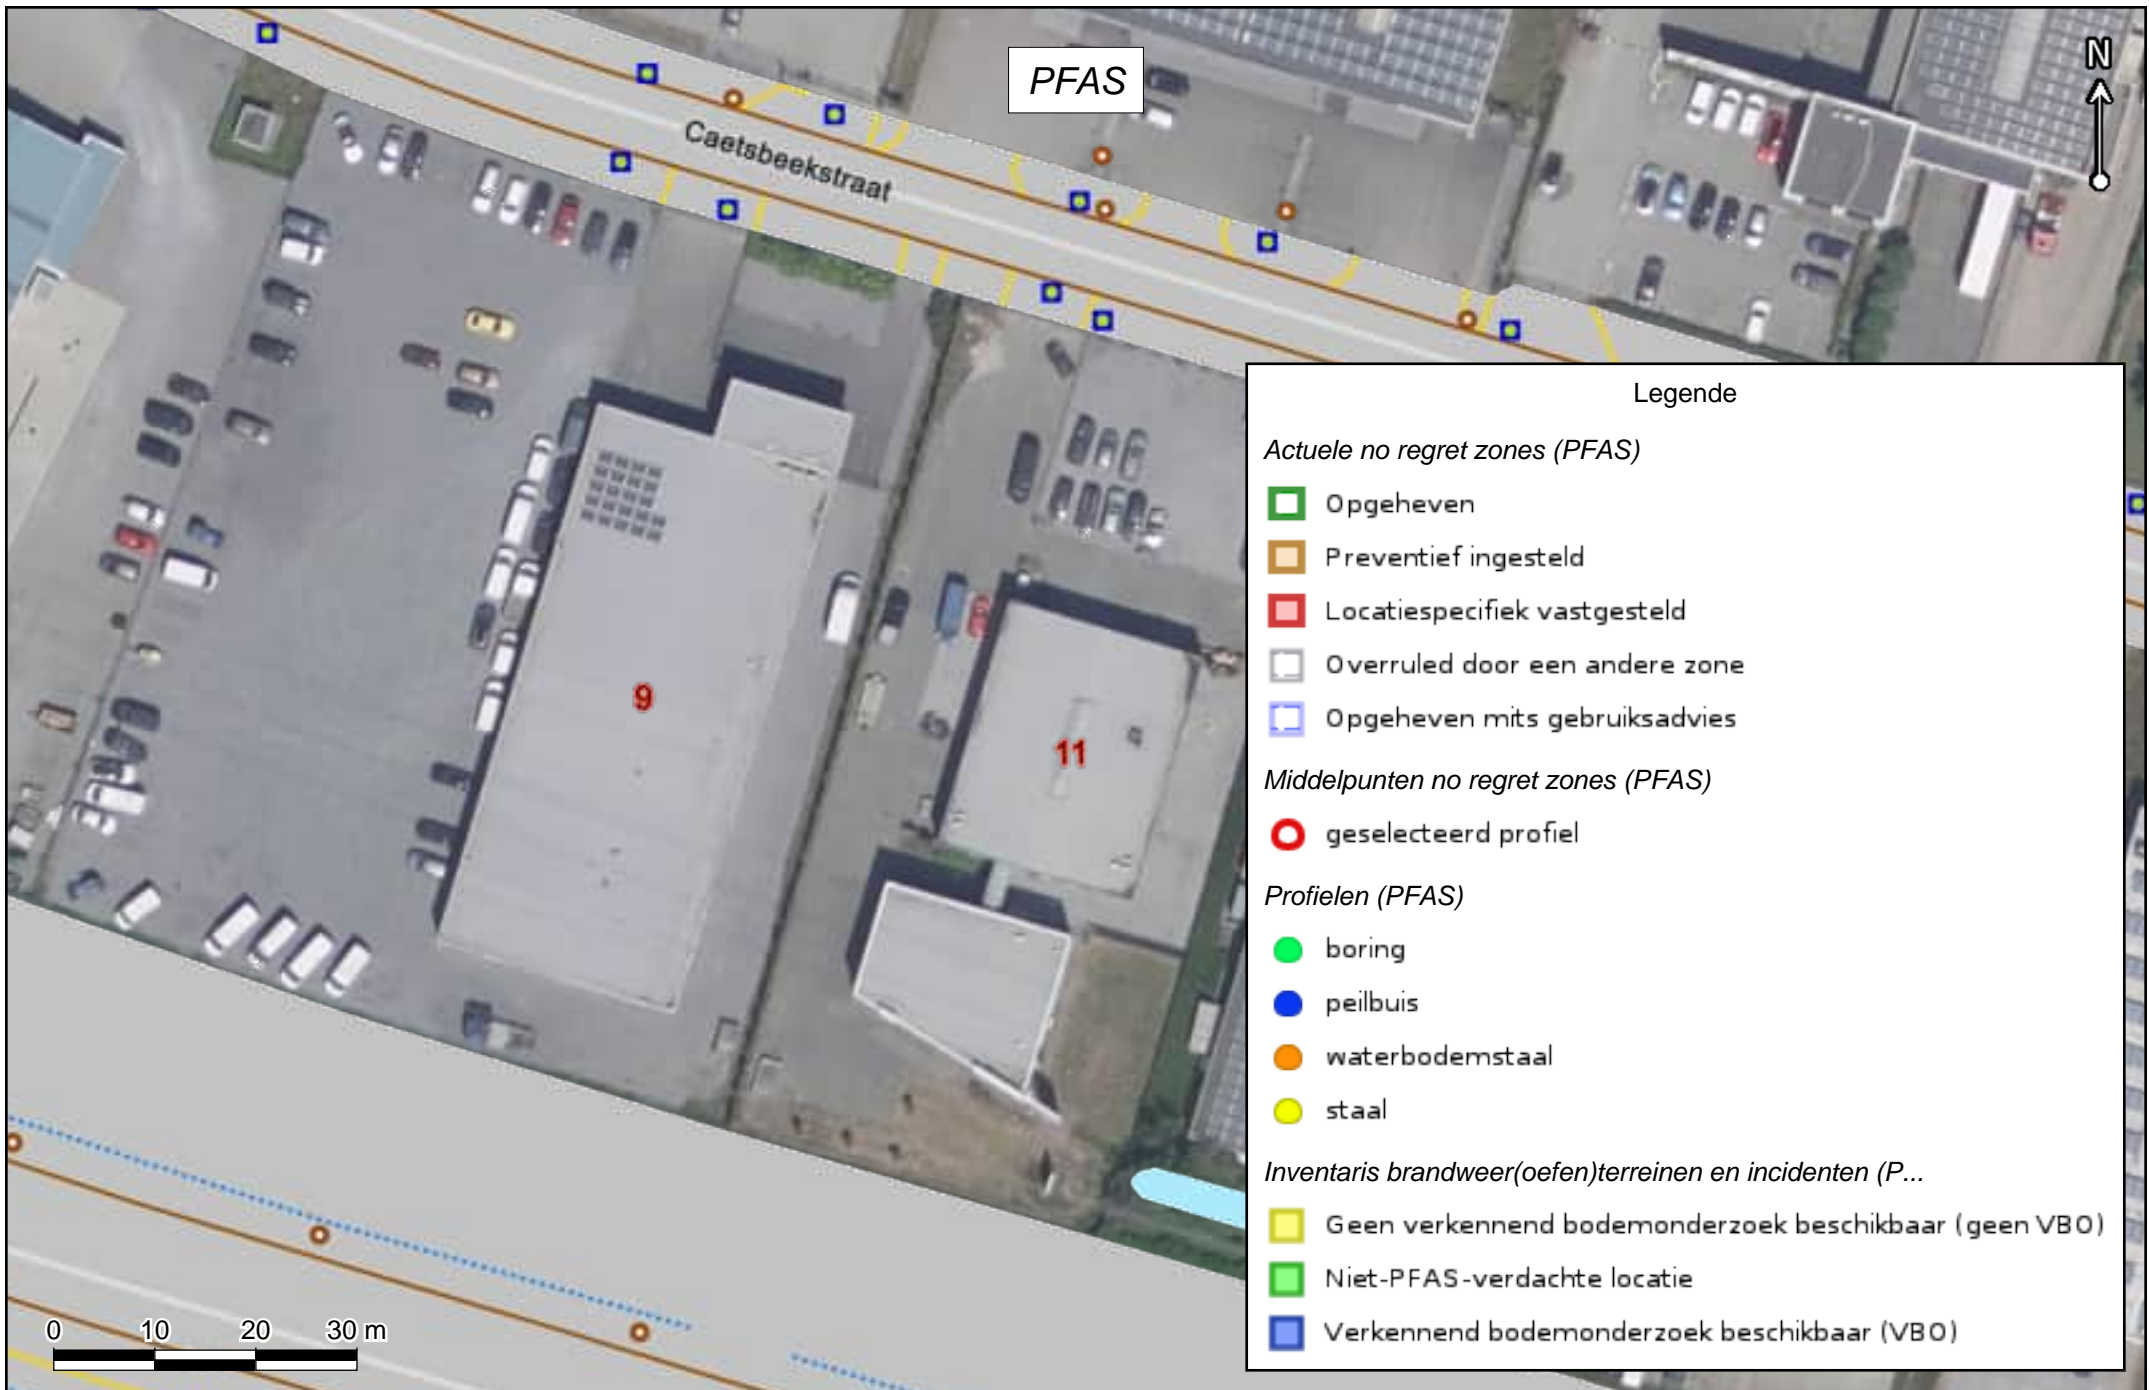 PFAS
N
Caetsbeekstraat
9
11
Legende
Actuele no regret zones (PFAS)
Opgeheven
Preventief ingesteld
Locatiespecifiek vastgesteld
Overruled door een andere zone
Opgeheven mits gebruiksadvies
Middelpunten no regret zones (PFAS)
geselecteerd profiel
Profielen (PFAS)
boring
peilbuis
waterbodemstaal
staal
Inventaris brandweer(oefen)terreinen en incidenten (P...
Geen verkennend bodemonderzoek beschikbaar (geen VBO)
Niet-PFAS-verdachte locatie
Verkennend bodemonderzoek beschikbaar (VBO)
0 10 20 30 m